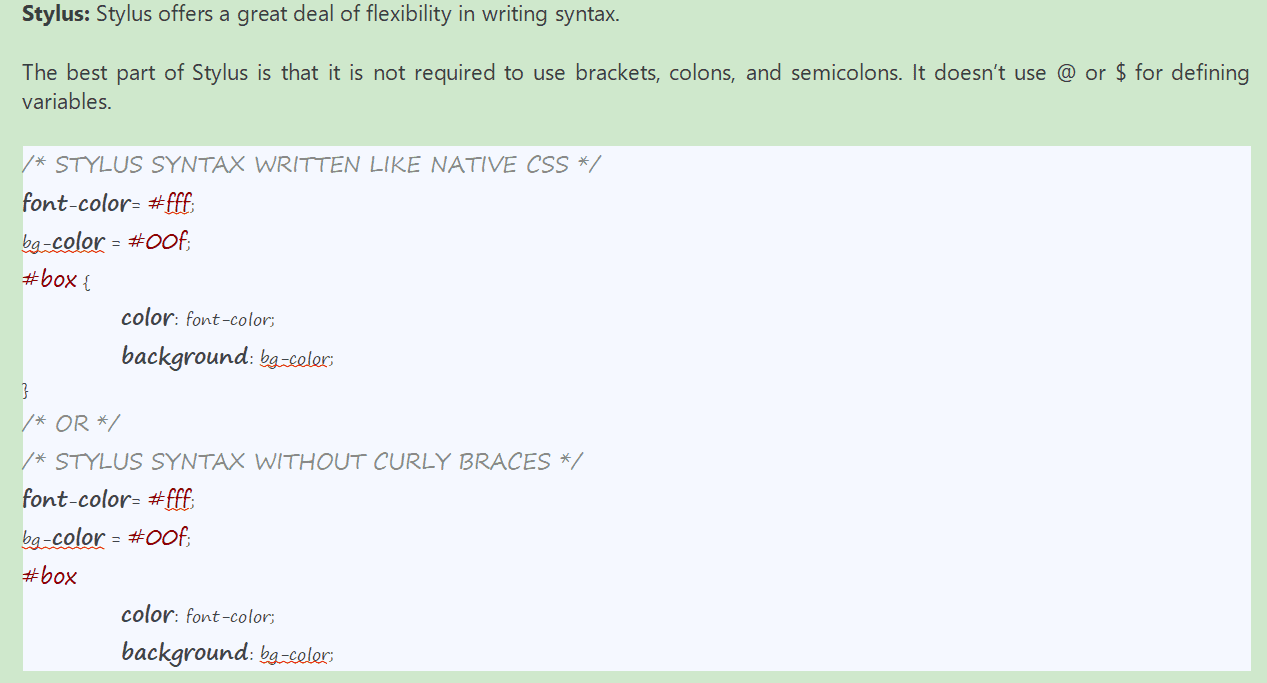 Stylus: Stylus offers a great deal of flexibility in writing syntax.
The best part of Stylus is that it is not required to use brackets, colons, and semicolons. It doesn’t use @ or $ for defining
variables.
/* STYLUS SYNTAX WRITTEN LIKE NATIVE CSS */
font-color= #fff;
bg-color = #00f;
#box {
color: font-color;
background: bg-color;
}
/* OR */
/* STYLUS SYNTAX WITHOUT CURLY BRACES */
font-color= #fff;
bg-color = #00f;
#box
color: font-color;
background: bg-color;